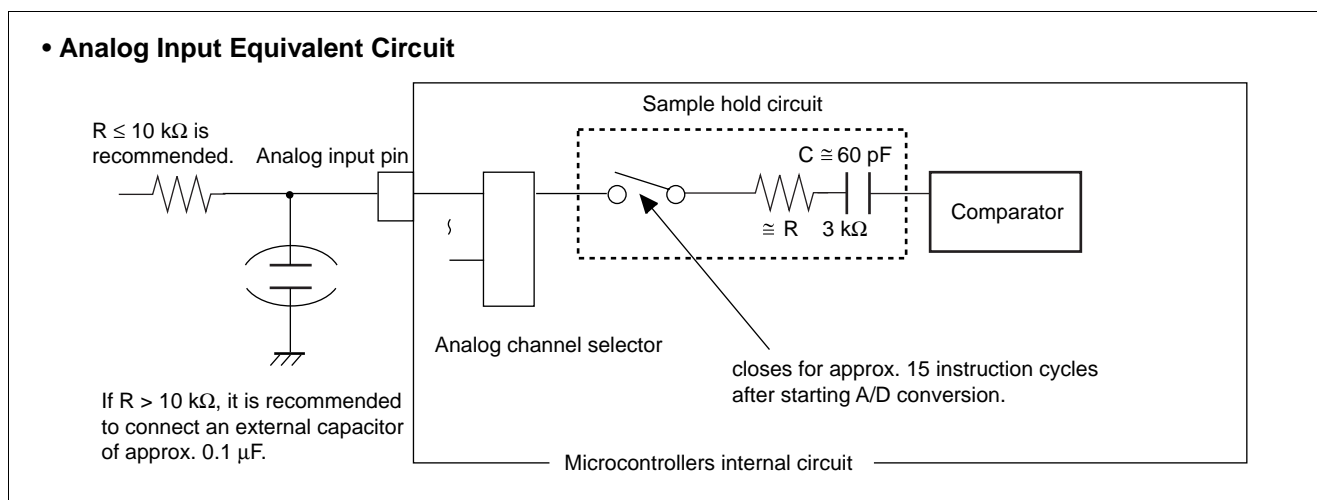 • Analog Input Equivalent Circuit
Sample hold circuit
R ≤ 10 kΩ is
recommended.
Analog input pin
C ≅ 60 pF
Comparator
≅ R 3 kΩ
Analog channel selector
closes for approx. 15 instruction cycles
after starting A/D conversion.
If R > 10 kΩ, it is recommended
to connect an external capacitor
of approx. 0.1 μF.
Microcontrollers internal circuit